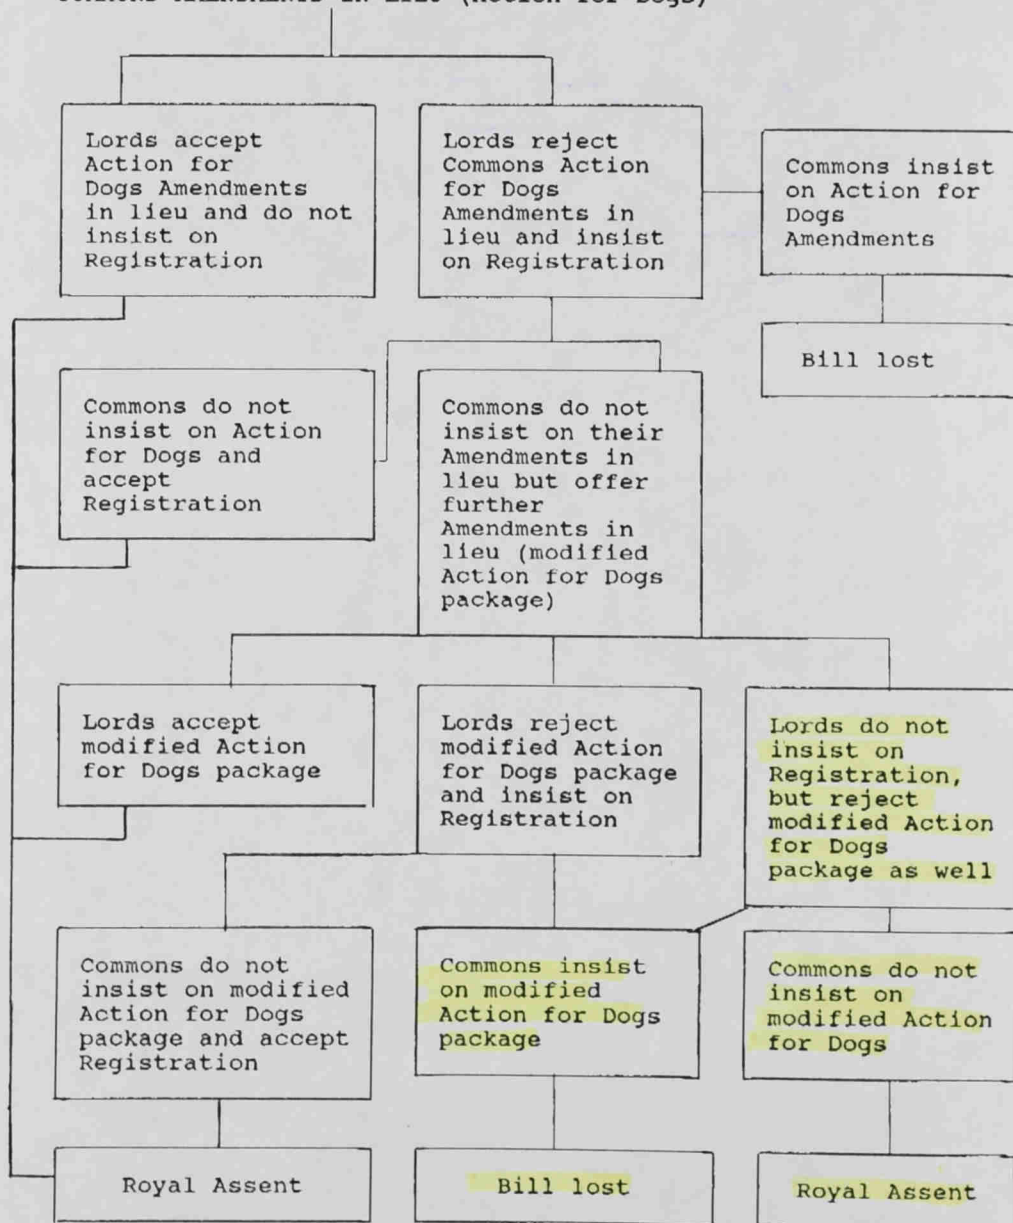 COMMONS AMENDMENTS IN LIEU (Action for Dogs)
Lords accept
Action for
Dogs Amendments
in lieu and do not
insist on
Registration
Lords reject
Commons Action
for Dogs
Amendments in
lieu and insist
on Registration
Commons insist
on Action for
Dogs
Amendments
Bill lost
Commons do not
insist on Action
for Dogs and
accept
Registration
Commons do not
insist on their
Amendments in
lieu but offer
further
Amendments in
lieu (modified
Action for Dogs
package)
Lords accept
modified Action
for Dogs package
Lords reject
modified Action
for Dogs package
and insist on
Registration
Lords do not
insist on
Registration,
but reject
modified Action
for Dogs
package as well
Commons do not
insist on modified
Action for Dogs
package and accept
Registration
Commons insist
on modified
Action for Dogs
package
Commons do not
insist on
modified Action
for Dogs
Royal Assent
Bill lost
Royal Assent